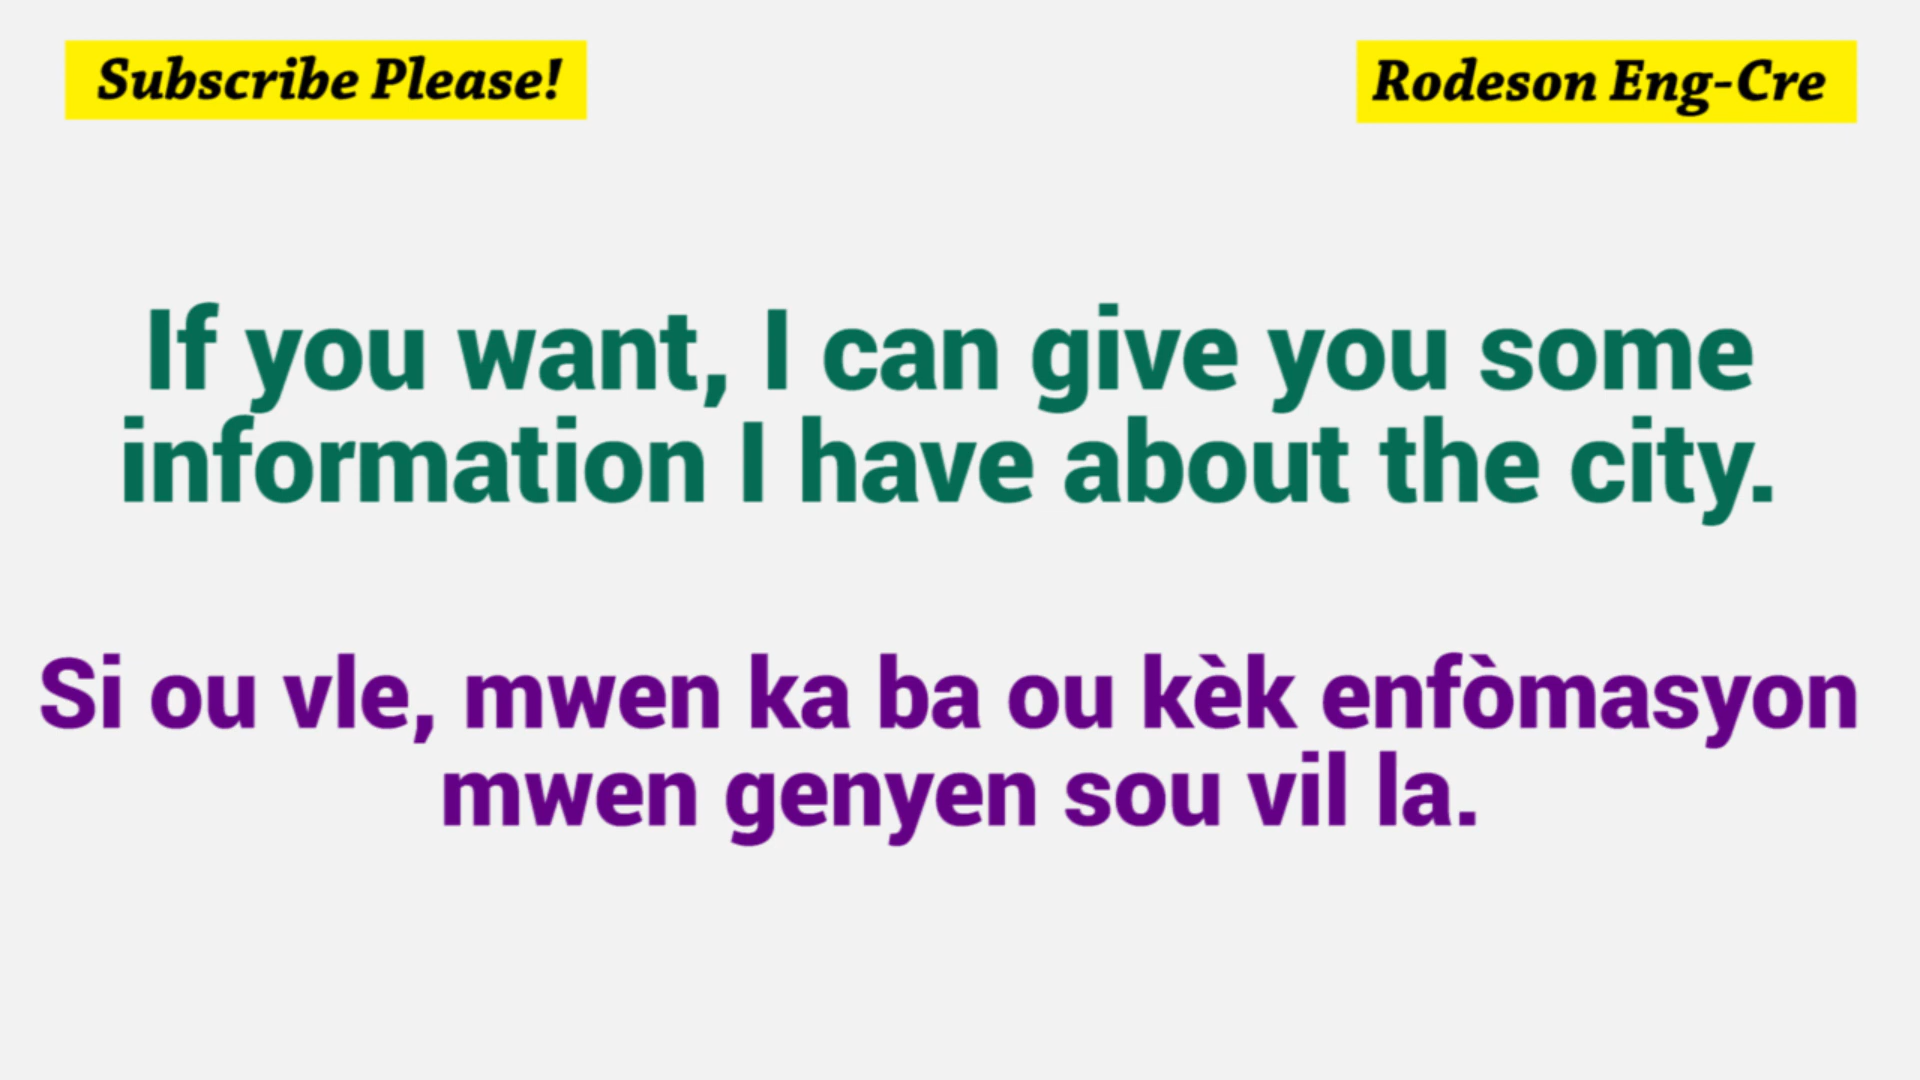 Subscribe Please!
Rodeson Eng-Cre
If you want, I can give you some
information I have about the city.
Si ou vle, mwen ka ba ou kèk enfòmasyon
mwen genyen sou vil la.